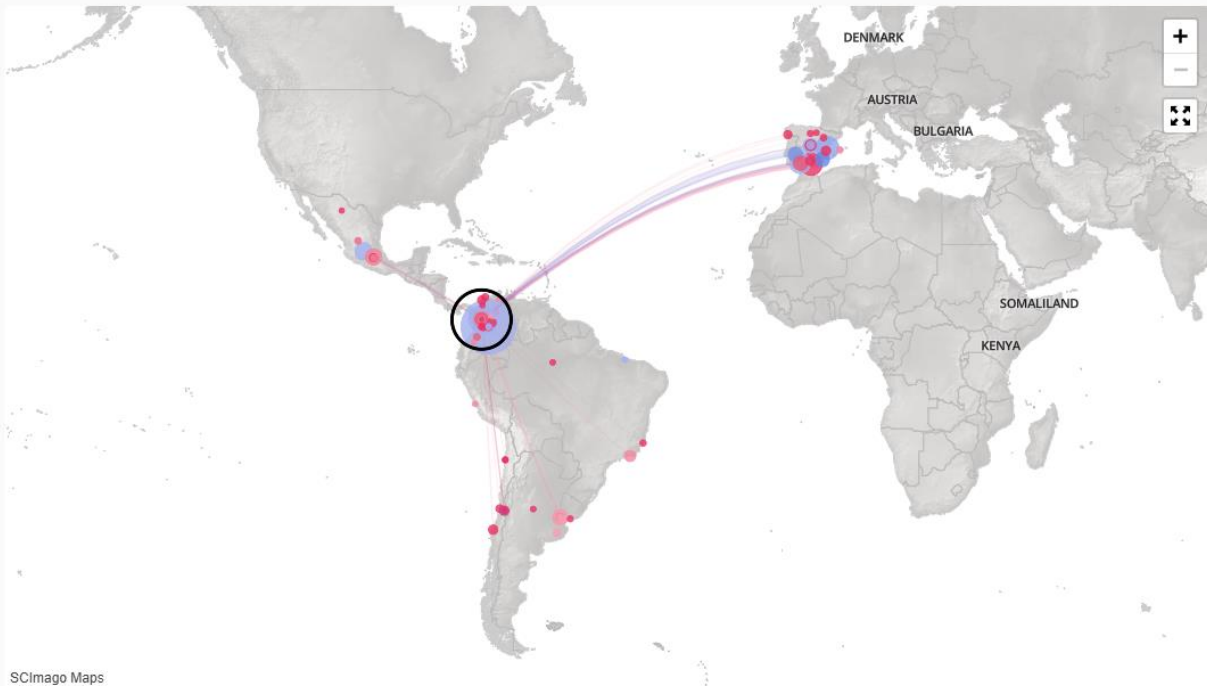 DENMARK
+
−
AUSTRIA
BULGARIA
SOMALILAND
KENYA
SCImago Maps